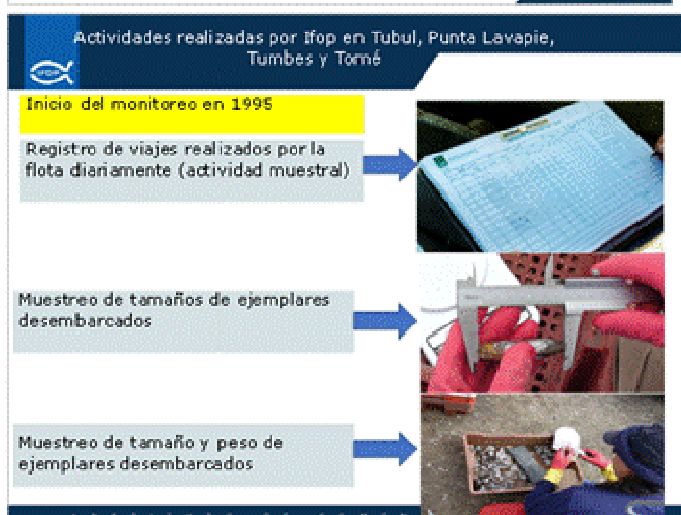 Actividades realizadas por Ifop en Tubul, Punta Lavapie,
Tumbes y Tomé
IFOP
Inicio del monitoreo en 1995
Registro de viajes realizados por la
flota diariamente (actividad muestral)
Muestreo de tamaños de ejemplares
desembarcados
Muestreo de tamaño y peso de
ejemplares desembarcados